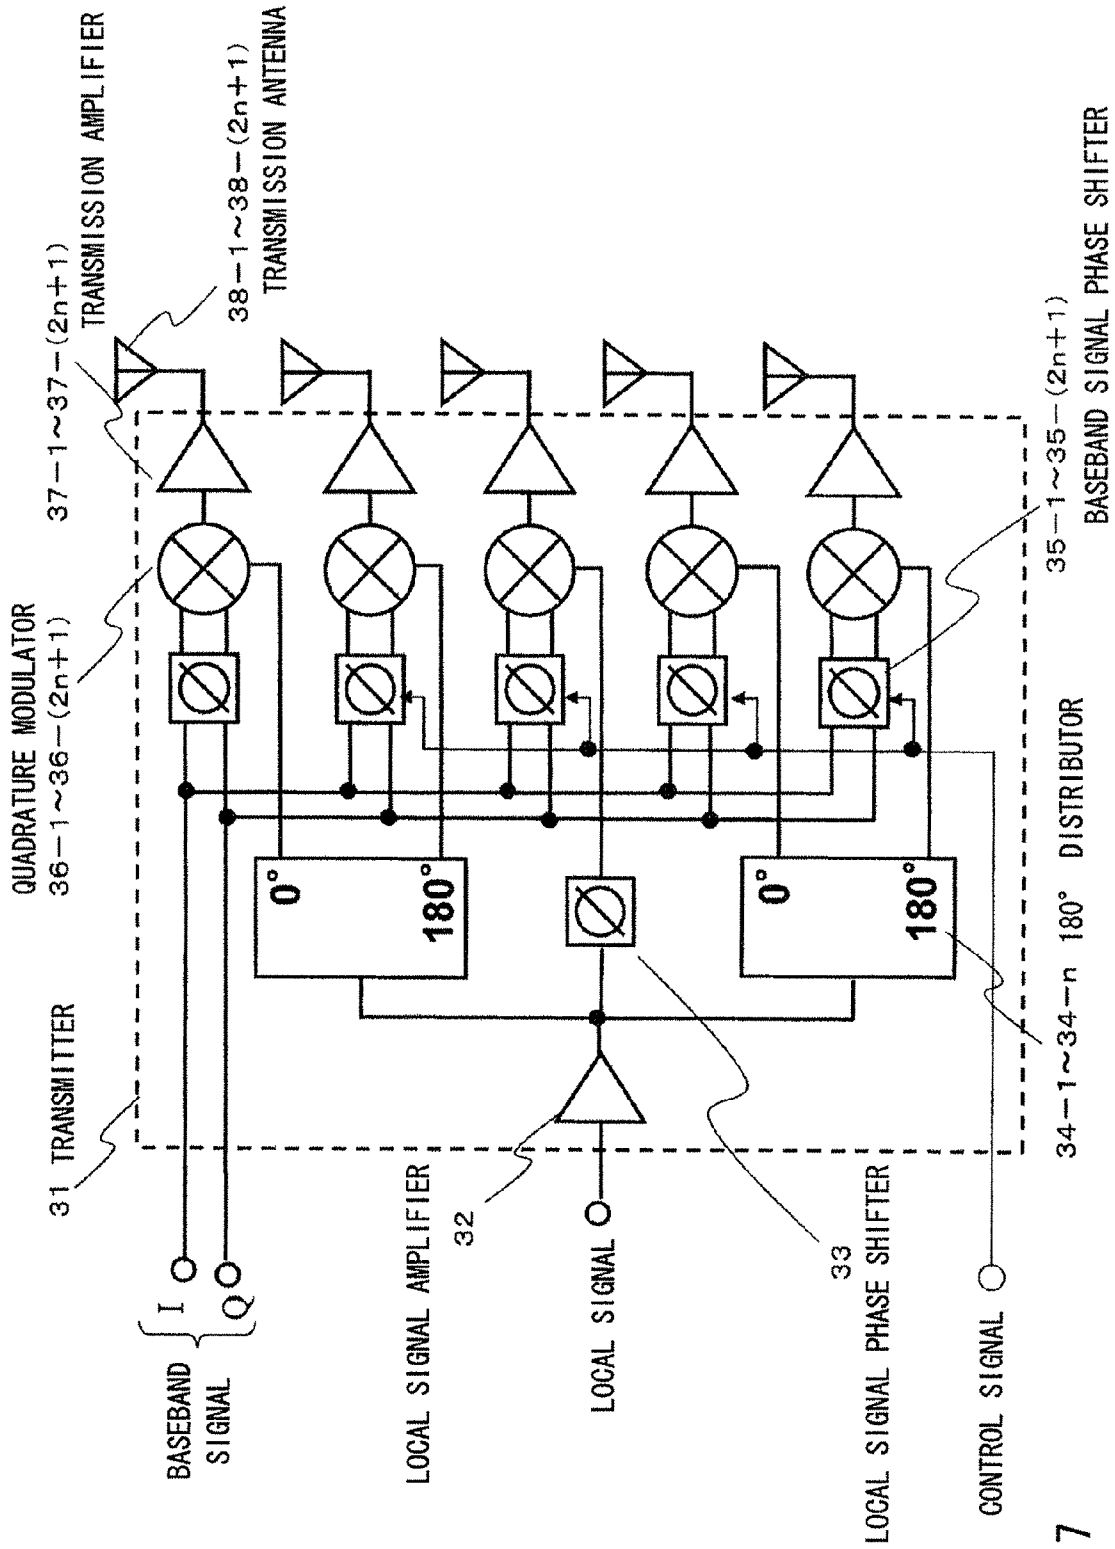 QUADRATURE MODULATOR
36-1~36-(2n+1)
37-1~37-(2n+1)
TRANSMISSION AMPLIFIER
38-1~38-(2n+1)
TRANSMISSION ANTENNA
31 TRANSMITTER
BASEBAND
SIGNAL
I
Q
0°
180°
LOCAL SIGNAL AMPLIFIER
32
LOCAL SIGNAL
33
LOCAL SIGNAL PHASE SHIFTER
0°
180°
CONTROL SIGNAL
34-1~34-n 180° DISTRIBUTOR
35-1~35-(2n+1)
BASEBAND SIGNAL PHASE SHIFTER
7